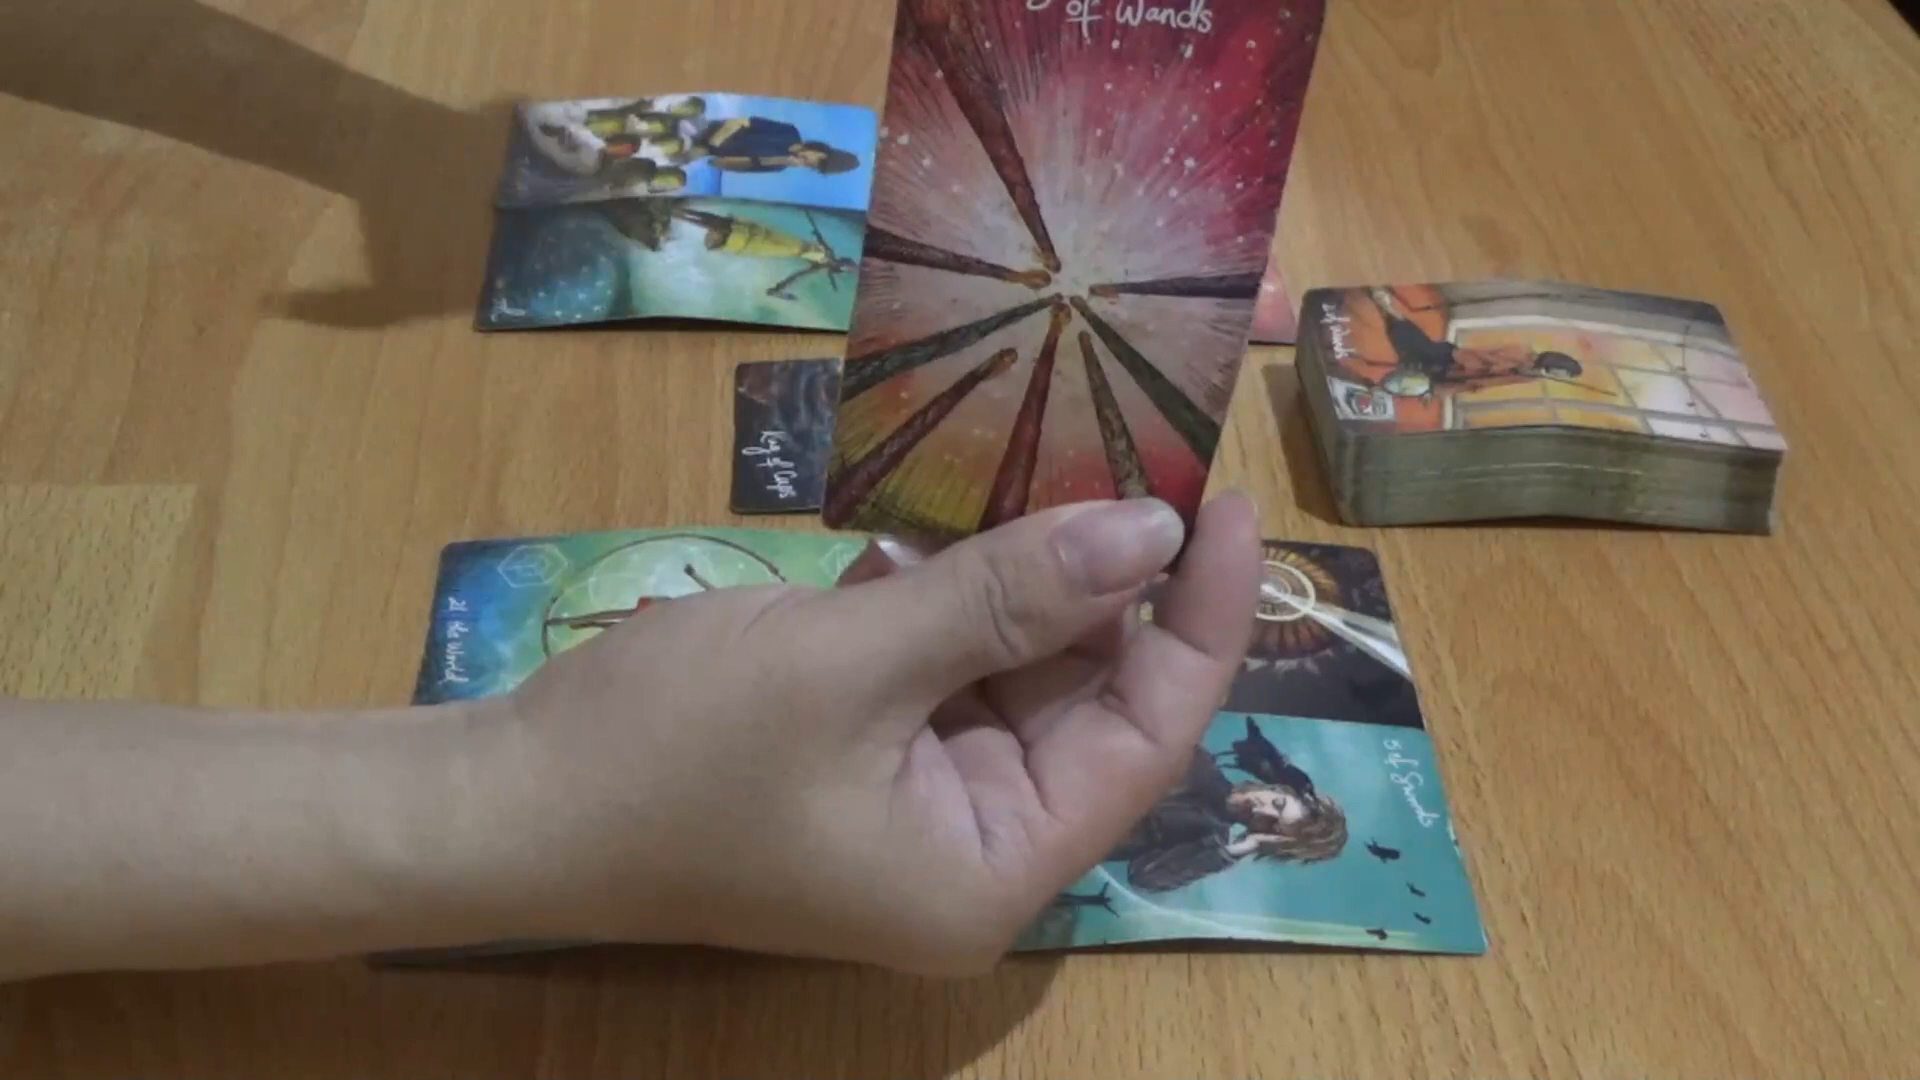 of Wands
2 of Wands
King of Cups
21 the World
5 of Swords